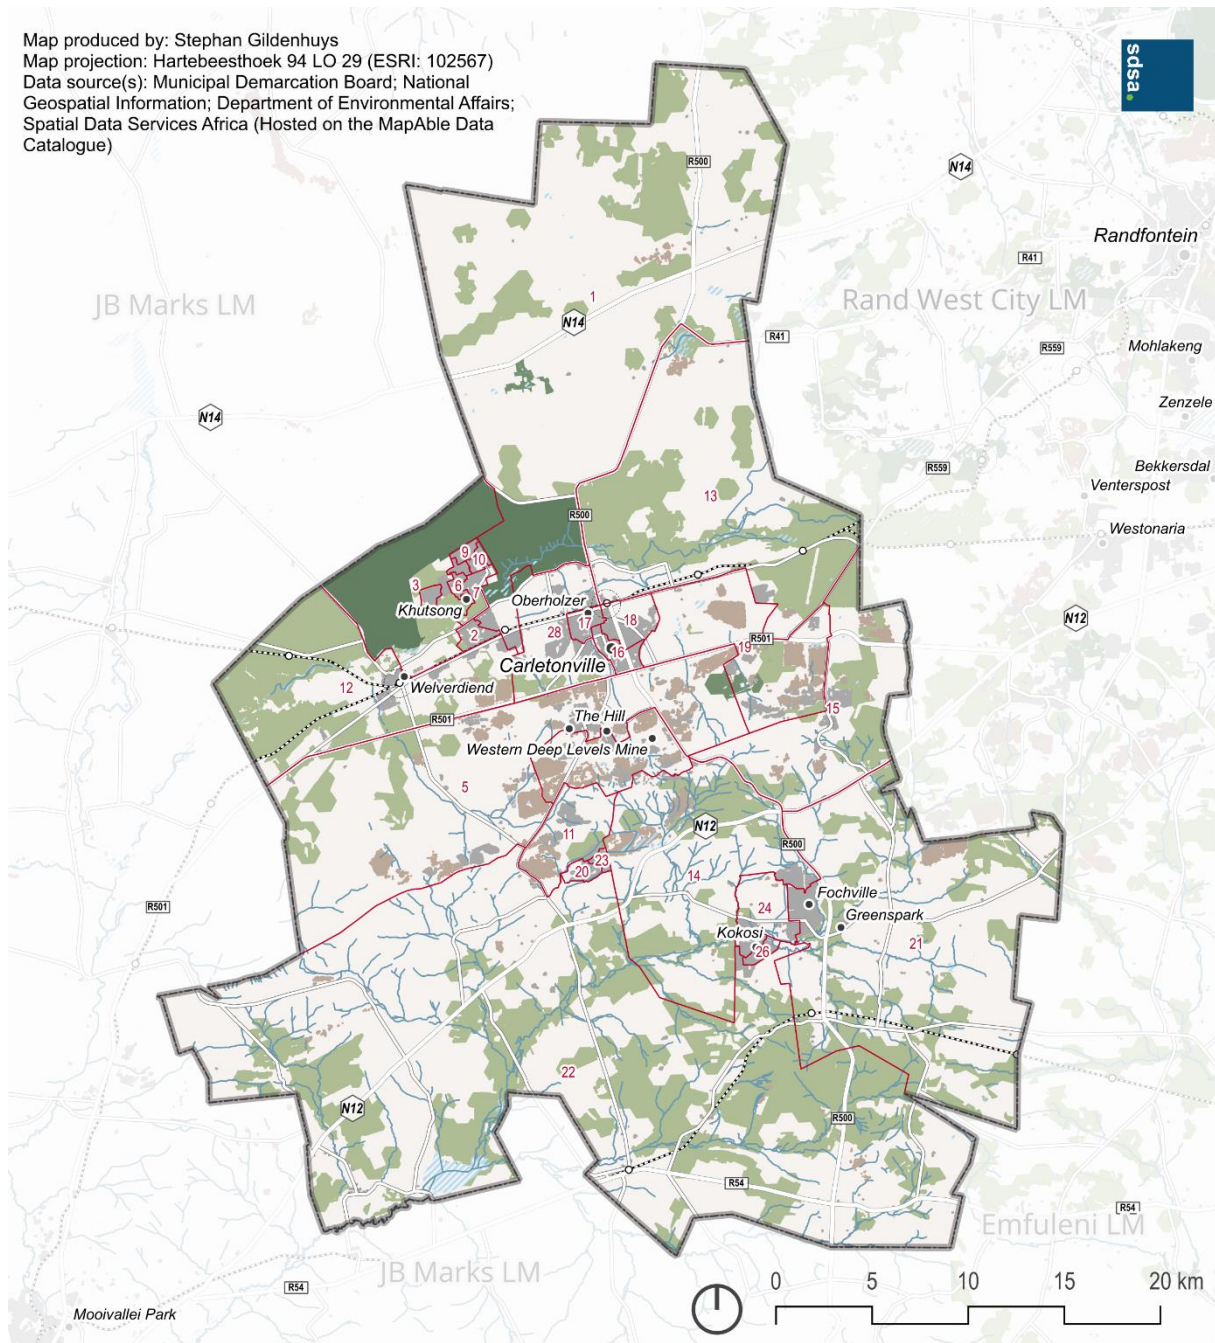 Map produced by: Stephan Gildenhuys
Map projection: Hartebeesthoek 94 LO 29 (ESRI: 102567)
Data source(s): Municipal Demarcation Board; National
Geospatial Information; Department of Environmental Affairs;
Spatial Data Services Africa (Hosted on the MapAble Data
Catalogue)
sdsa
R500
N14
N14
Randfontein
R41
JB Marks LM
1
Rand West City LM
N14
R41
R559
Mohlakeng
Zenzele
N14
R559
Bekkersdal
Venterspost
13
R500
Westonaria
9
10
3
6
7
Khutsong
Oberholzer
17
18
N12
2
28
16
19
R501
Carletonville
12
Welverdiend
R501
The Hill
15
Western Deep Levels Mine
5
11
N12
R500
23
20
14
24
Fochville
R501
Greenspark
Kokosi
26
21
22
N12
R500
R54
R54
Emfuleni LM
JB Marks LM
R54
Mooivallei Park
0 5 10 15 20 km